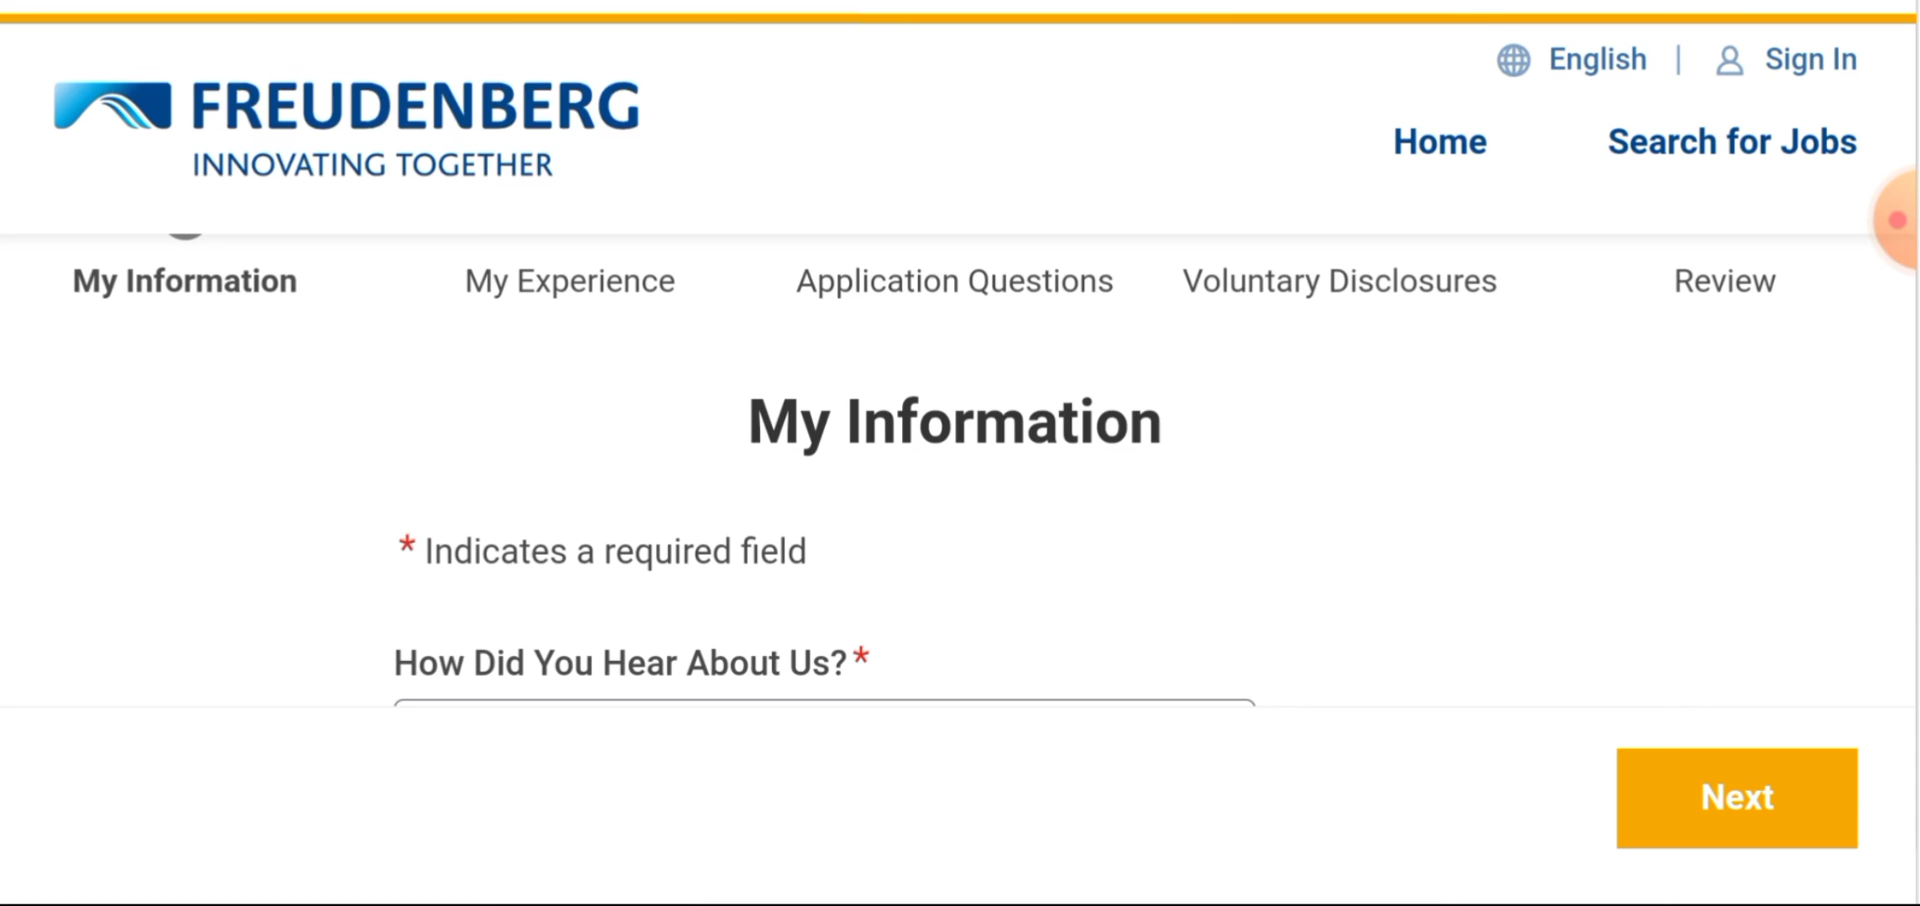 English | Sign In
FREUDENBERG
INNOVATING TOGETHER
Home Search for Jobs
My Information My Experience Application Questions Voluntary Disclosures Review
My Information
* Indicates a required field
How Did You Hear About Us?*
Next